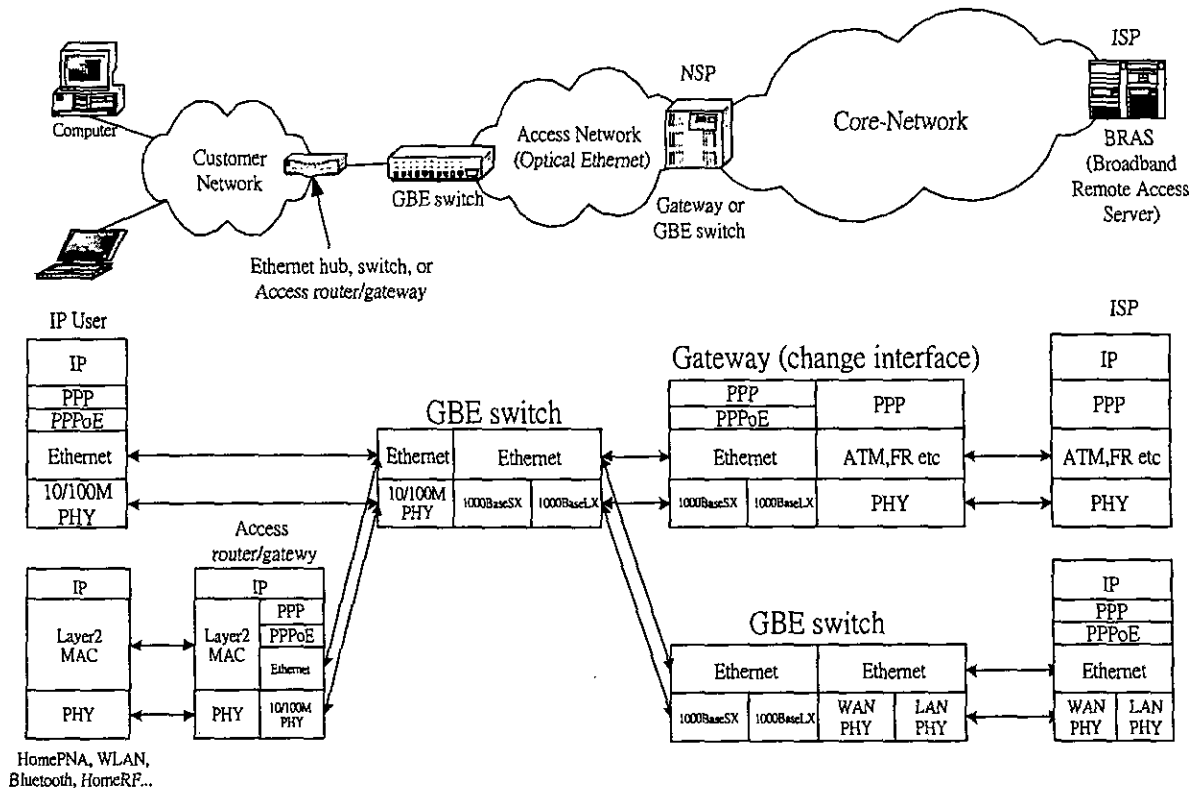 ISP
NSP
Computer
Customer
Network
GBE switch
Access Network
(Optical Ethernet)
Gateway or
GBE switch
Core-Network
BRAS
(Broadband
Remote Access
Server)
Ethernet hub, switch, or
Access router/gateway
IP User
IP
PPP
PPPoE
Ethernet
10/100M
PHY
GBE switch
Ethernet
Ethernet
10/100M
PHY
1000BaseSX
1000BaseLX
Gateway (change interface)
PPP
PPPoE
PPP
Ethernet
ATM,FR etc
1000BaseSX
1000BaseLX
PHY
ISP
IP
PPP
ATM,FR etc
PHY
IP
Layer2
MAC
PHY
HomePNA, WLAN,
Bluetooth, HomeRF...
Access
router/gatewy
IP
Layer2
MAC
PPP
PPPoE
Ethernet
PHY
10/100M
PHY
GBE switch
Ethernet
Ethernet
1000BaseSX
1000BaseLX
WAN
PHY
LAN
PHY
IP
PPP
PPPoE
Ethernet
WAN
PHY
LAN
PHY